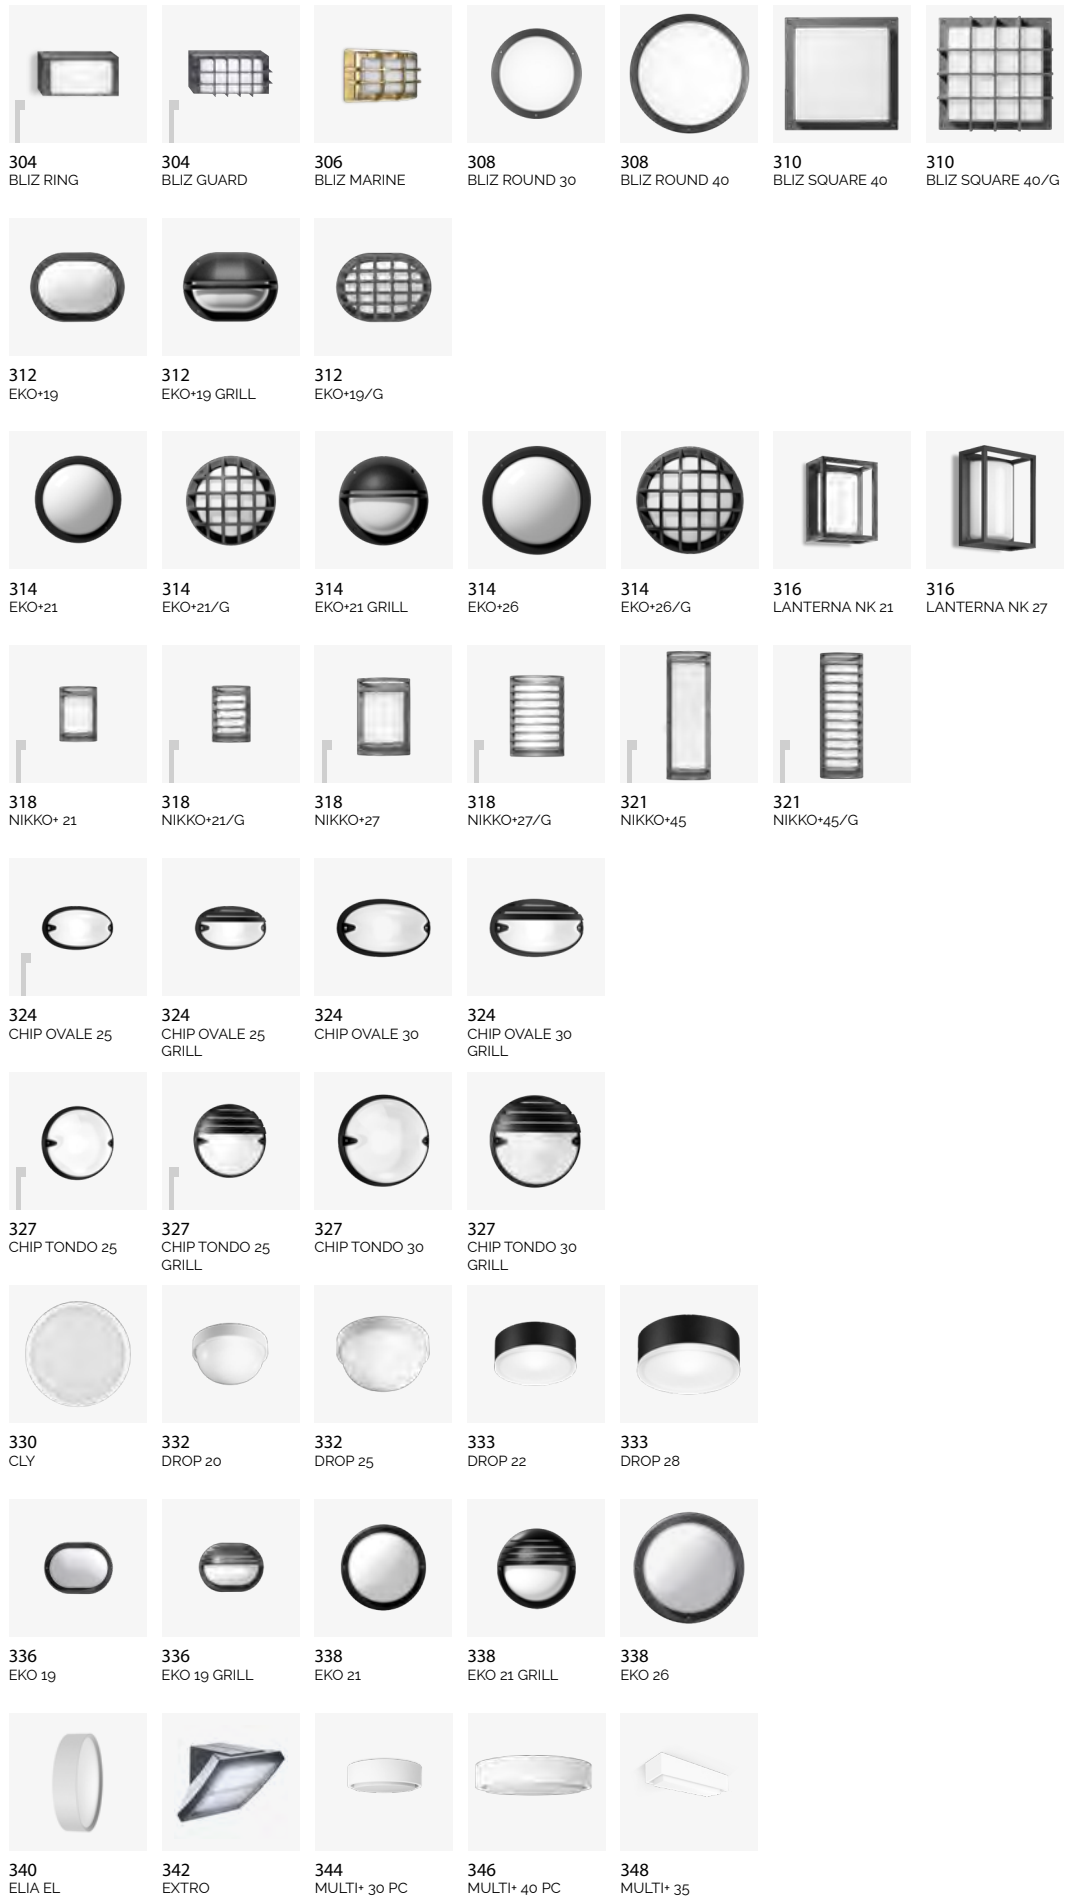 304
BLIZ RING
304
BLIZ GUARD
306
BLIZ MARINE
308
BLIZ ROUND 30
308
BLIZ ROUND 40
310
BLIZ SQUARE 40
310
BLIZ SQUARE 40/G
312
EKO+19
312
EKO+19 GRILL
312
EKO+19/G
314
EKO+21
314
EKO+21/G
314
EKO+21 GRILL
314
EKO+26
314
EKO+26/G
316
LANTERNA NK 21
316
LANTERNA NK 27
318
NIKKO+ 21
318
NIKKO+21/G
318
NIKKO+27
318
NIKKO+27/G
321
NIKKO+45
321
NIKKO+45/G
324
CHIP OVALE 25
324
CHIP OVALE 25
GRILL
324
CHIP OVALE 30
324
CHIP OVALE 30
GRILL
327
CHIP TONDO 25
327
CHIP TONDO 25
GRILL
327
CHIP TONDO 30
327
CHIP TONDO 30
GRILL
330
CLY
332
DROP 20
332
DROP 25
333
DROP 22
333
DROP 28
336
EKO 19
336
EKO 19 GRILL
338
EKO 21
338
EKO 21 GRILL
338
EKO 26
340
ELIA EL
342
EXTRO
344
MULTI+ 30 PC
346
MULTI+ 40 PC
348
MULTI+ 35